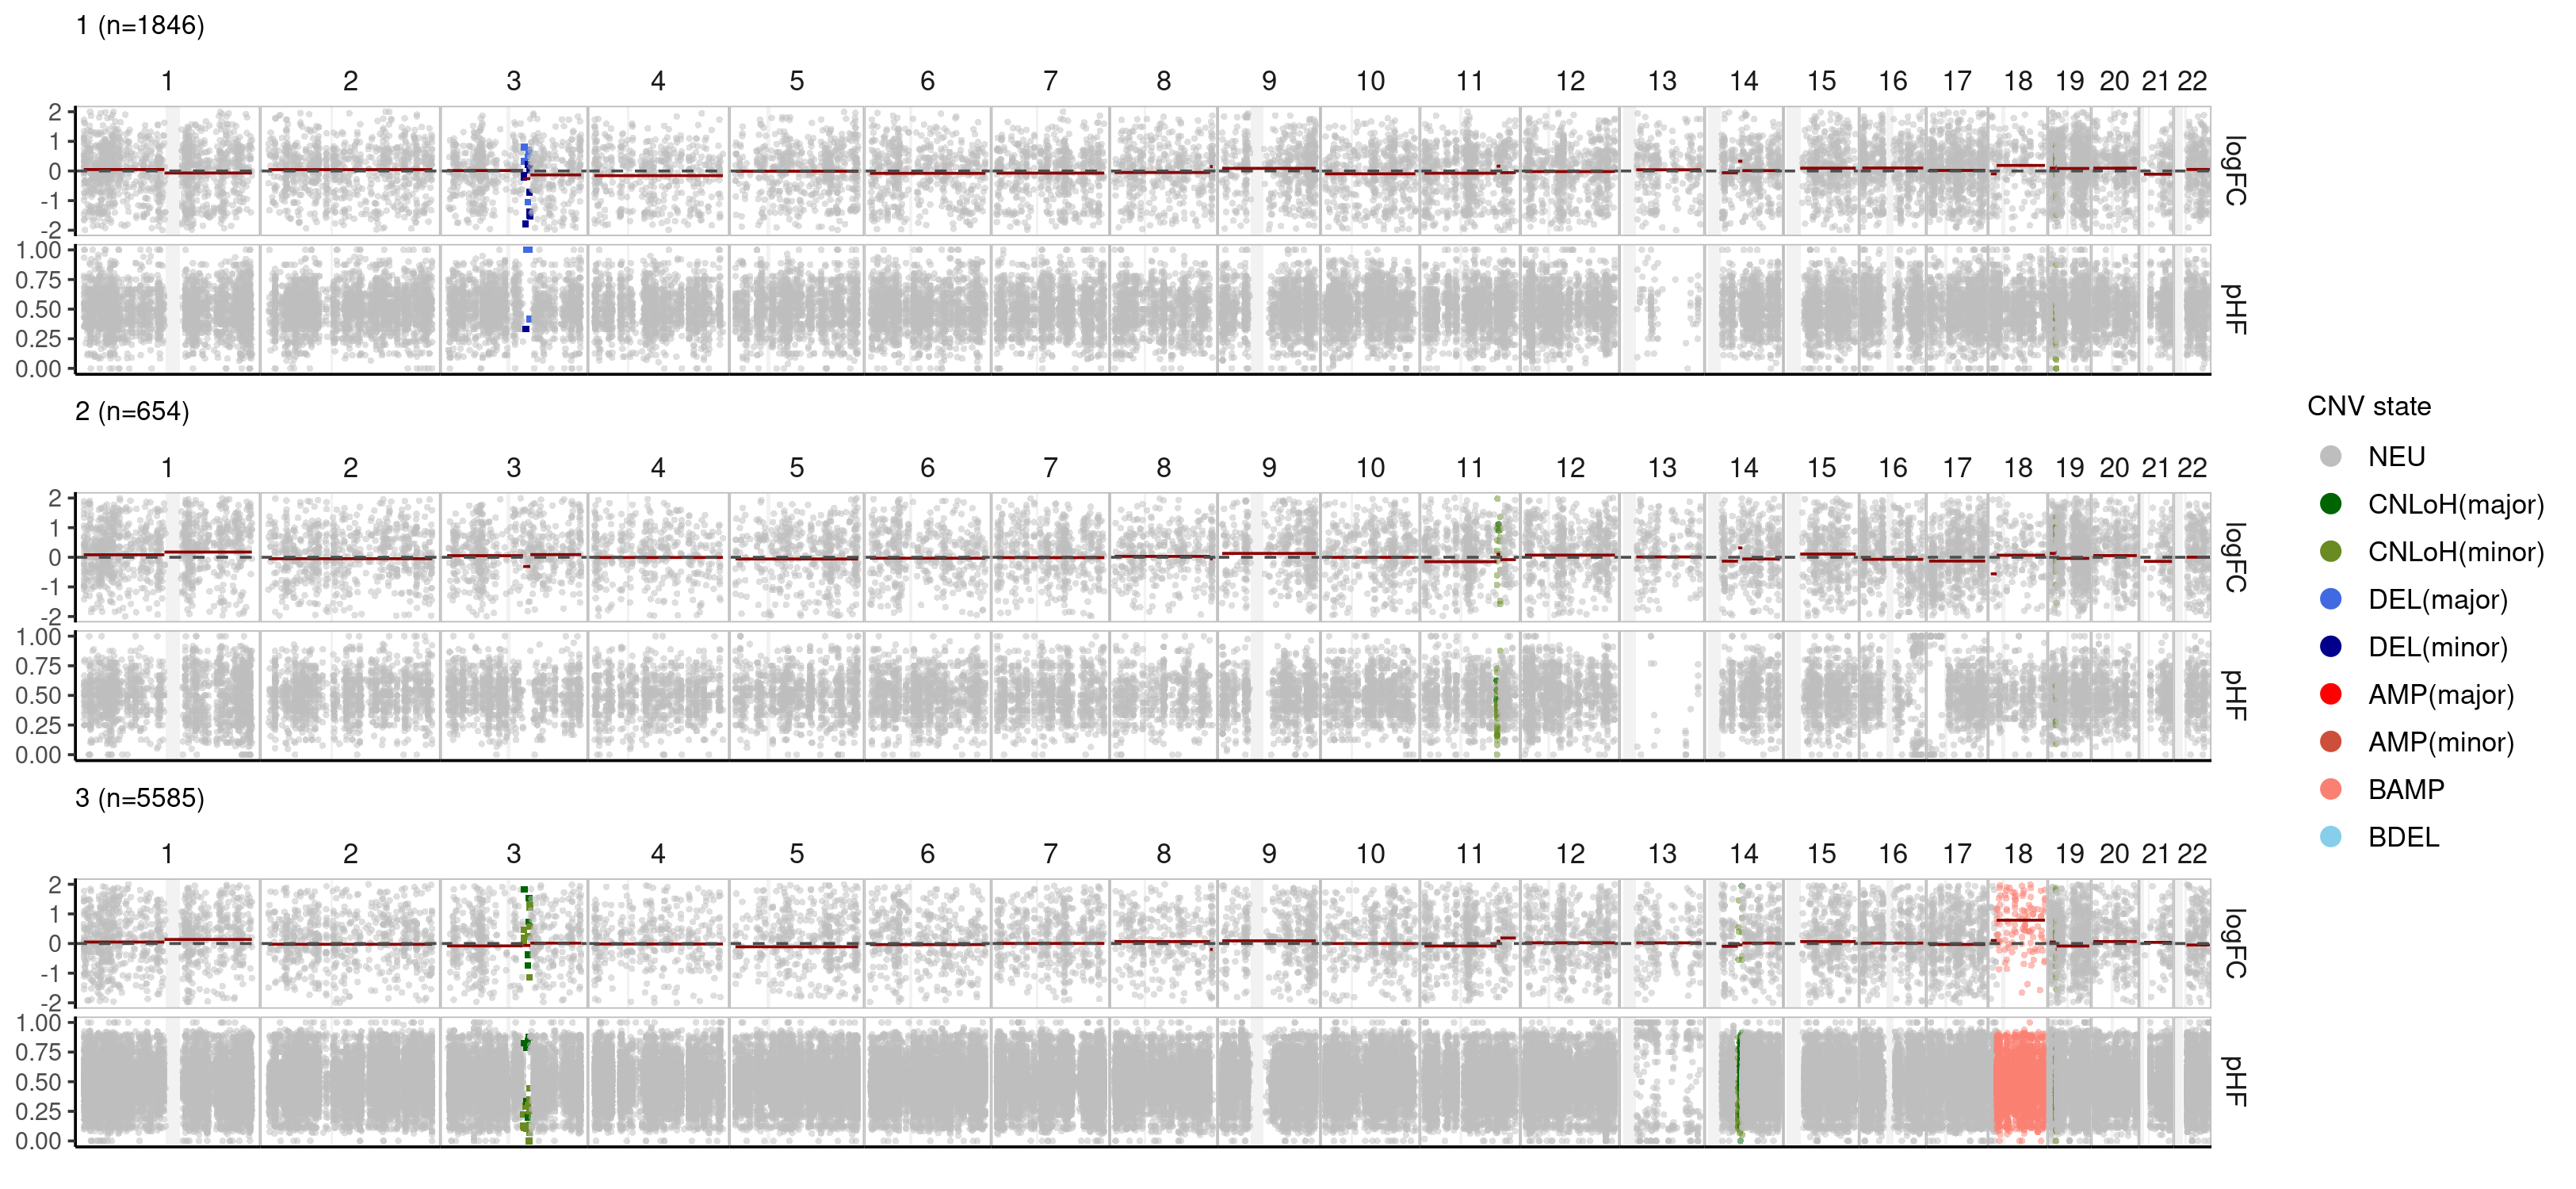 1 (n=1846)
1 2 3 4 5 6 7 8 9 10 11 12 13 14 15 16 17 18 19 20 21 22
2
1
0
-1
-2
logFC
1.00
0.75
0.50
0.25
0.00
pHF
2 (n=654)
1 2 3 4 5 6 7 8 9 10 11 12 13 14 15 16 17 18 19 20 21 22
2
1
0
-1
-2
logFC
1.00
0.75
0.50
0.25
0.00
pHF
3 (n=5585)
1 2 3 4 5 6 7 8 9 10 11 12 13 14 15 16 17 18 19 20 21 22
2
1
0
-1
-2
logFC
1.00
0.75
0.50
0.25
0.00
pHF
CNV state
NEU
CNLoH(major)
CNLoH(minor)
DEL(major)
DEL(minor)
AMP(major)
AMP(minor)
BAMP
BDEL